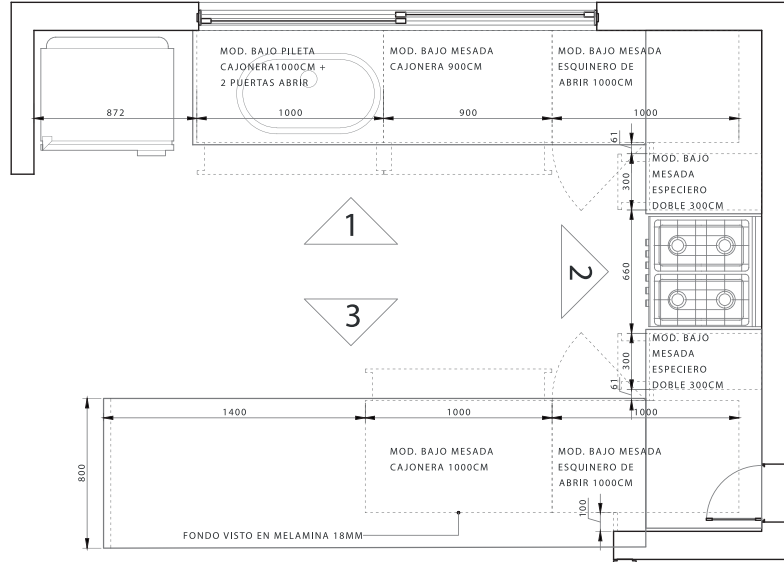 MOD. BAJO PILETA
CAJONERA1000CM +
2 PUERTAS ABRIR
MOD. BAJO MESADA
CAJONERA 900CM
MOD. BAJO MESADA
ESQUINERO DE
ABRIR 1000CM
872
1000
900
1000
61
300
MOD. BAJO
MESADA
ESPECIERO
DOBLE 300CM
1
2
660
3
300
61
MOD. BAJO
MESADA
ESPECIERO
DOBLE 300CM
1400
1000
1000
800
MOD. BAJO MESADA
CAJONERA 1000CM
MOD. BAJO MESADA
ESQUINERO DE
ABRIR 1000CM
100
FONDO VISTO EN MELAMINA 18MM